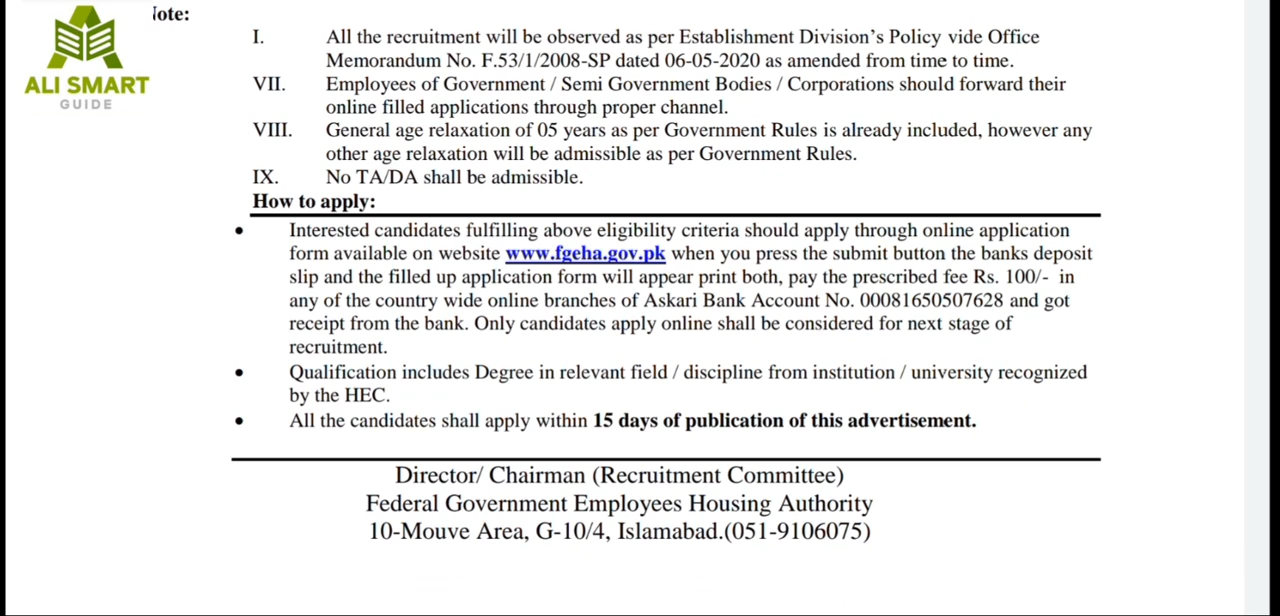 ALI SMART
GUIDE
ote:
I. All the recruitment will be observed as per Establishment Division's Policy vide Office
Memorandum No. F.53/1/2008-SP dated 06-05-2020 as amended from time to time.
VII. Employees of Government / Semi Government Bodies / Corporations should forward their
online filled applications through proper channel.
VIII. General age relaxation of 05 years as per Government Rules is already included, however any
other age relaxation will be admissible as per Government Rules.
IX. No TA/DA shall be admissible.
How to apply:
• Interested candidates fulfilling above eligibility criteria should apply through online application
form available on website www.fgeha.gov.pk when you press the submit button the banks deposit
slip and the filled up application form will appear print both, pay the prescribed fee Rs. 100/- in
any of the country wide online branches of Askari Bank Account No. 00081650507628 and got
receipt from the bank. Only candidates apply online shall be considered for next stage of
recruitment.
• Qualification includes Degree in relevant field / discipline from institution / university recognized
by the HEC.
• All the candidates shall apply within 15 days of publication of this advertisement.
Director/ Chairman (Recruitment Committee)
Federal Government Employees Housing Authority
10-Mouve Area, G-10/4, Islamabad.(051-9106075)